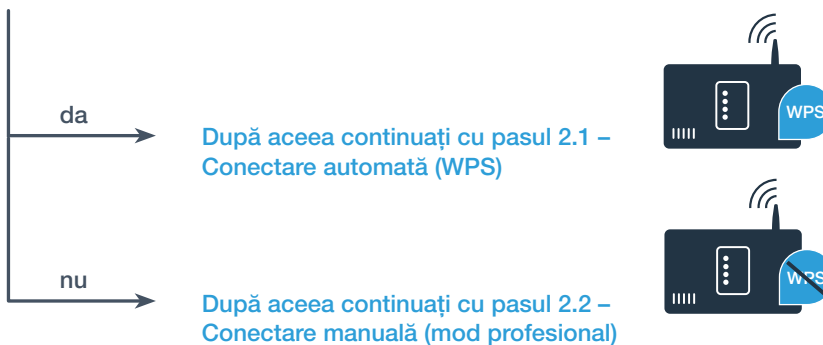 da
După aceea continuați cu pasul 2.1 –
Conectare automată (WPS)
WPS
nu
După aceea continuați cu pasul 2.2 –
Conectare manuală (mod profesional)
WPS